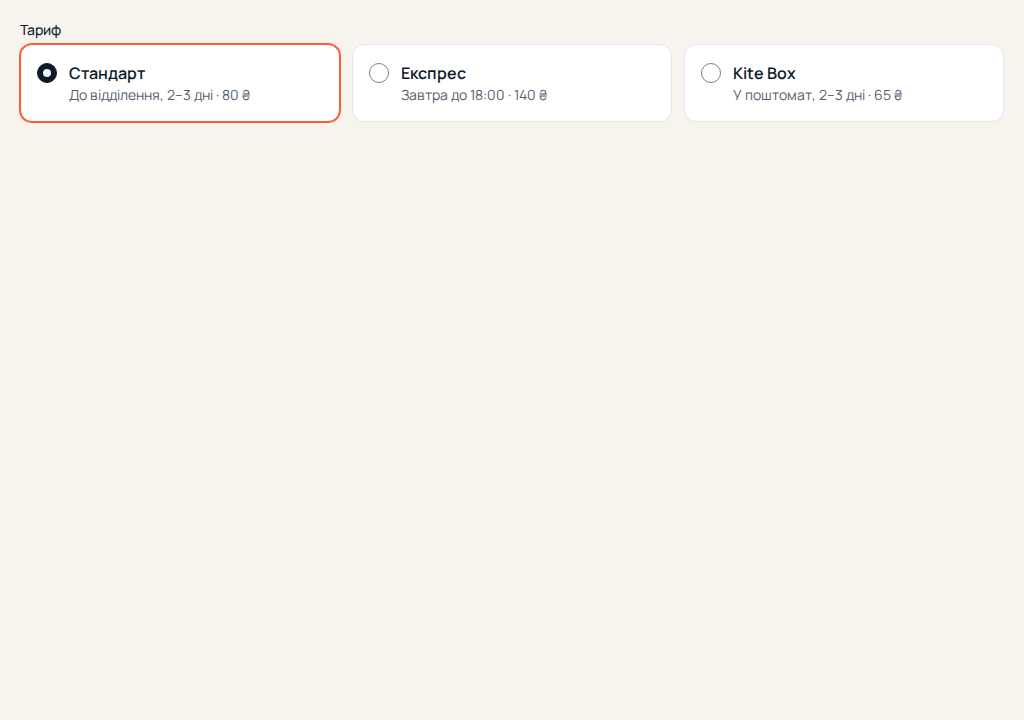 Тариф
Стандарт
До відділення, 2–3 дні · 80 ₴
Експрес
Завтра до 18:00 · 140 ₴
Kite Box
У поштомат, 2–3 дні · 65 ₴